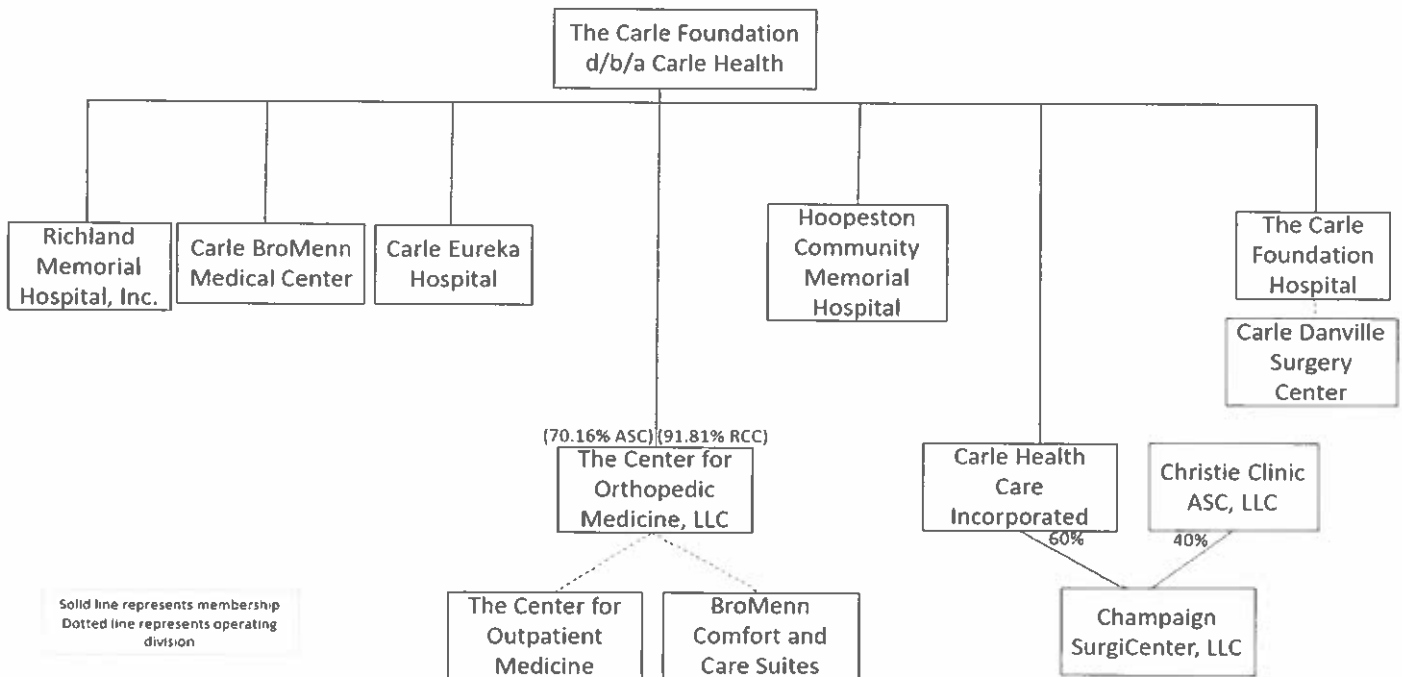 The Carle Foundation
d/b/a Carle Health
Richland
Memorial
Hospital, Inc.
Carle BroMenn
Medical Center
Carle Eureka
Hospital
Hoopeston
Community
Memorial
Hospital
The Carle
Foundation
Hospital
Carle Danville
Surgery
Center
(70.16% ASC) (91.81% RCC)
The Center for
Orthopedic
Medicine, LLC
Carle Health
Care
Incorporated
Christie Clinic
ASC, LLC
60%
40%
Solid line represents membership
Dotted line represents operating
division
The Center for
Outpatient
Medicine
BroMenn
Comfort and
Care Suites
Champaign
SurgiCenter, LLC